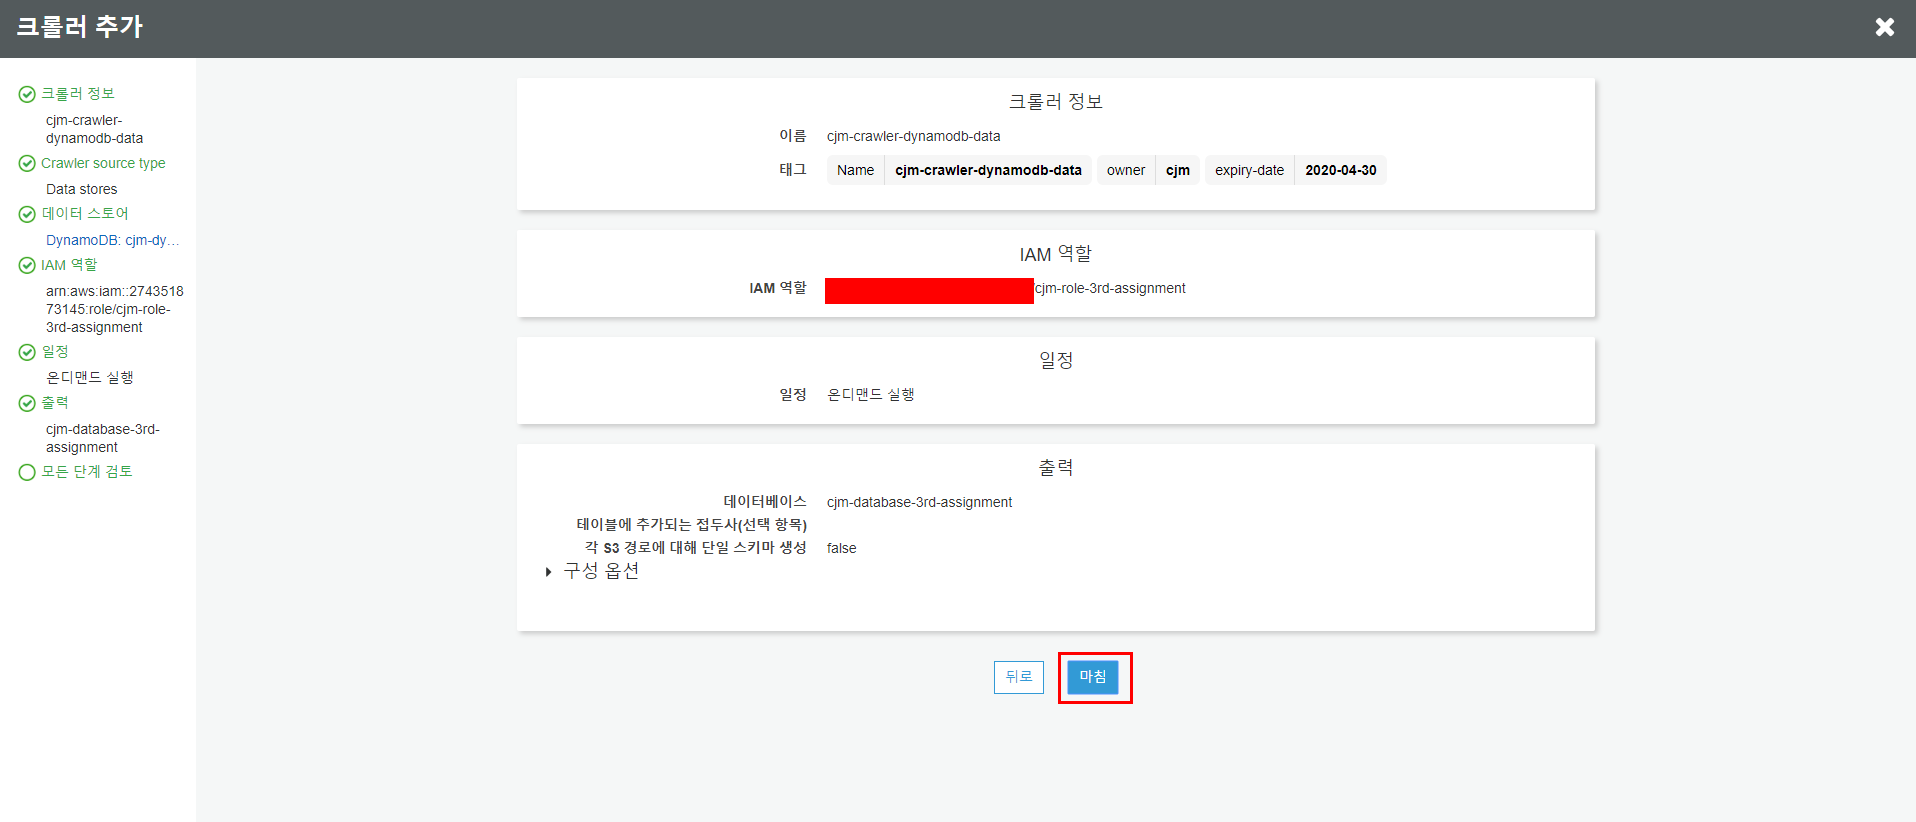 크롤러 추가
크롤러 정보
cjm-crawler-
dynamodb-data
Crawler source type
Data stores
데이터 스토어
DynamoDB: cjm-dy...
IAM 역할
arn:aws:iam::2743518
73145:role/cjm-role-
3rd-assignment
일정
온디맨드 실행
출력
cjm-database-3rd-
assignment
모든 단계 검토
크롤러 정보
이름 cjm-crawler-dynamodb-data
태그 Name cjm-crawler-dynamodb-data owner cjm expiry-date 2020-04-30
IAM 역할
IAM 역할 /cjm-role-3rd-assignment
일정
일정 온디맨드 실행
출력
데이터베이스 cjm-database-3rd-assignment
테이블에 추가되는 접두사(선택 항목)
각 S3 경로에 대해 단일 스키마 생성 false
구성 옵션
뒤로 마침